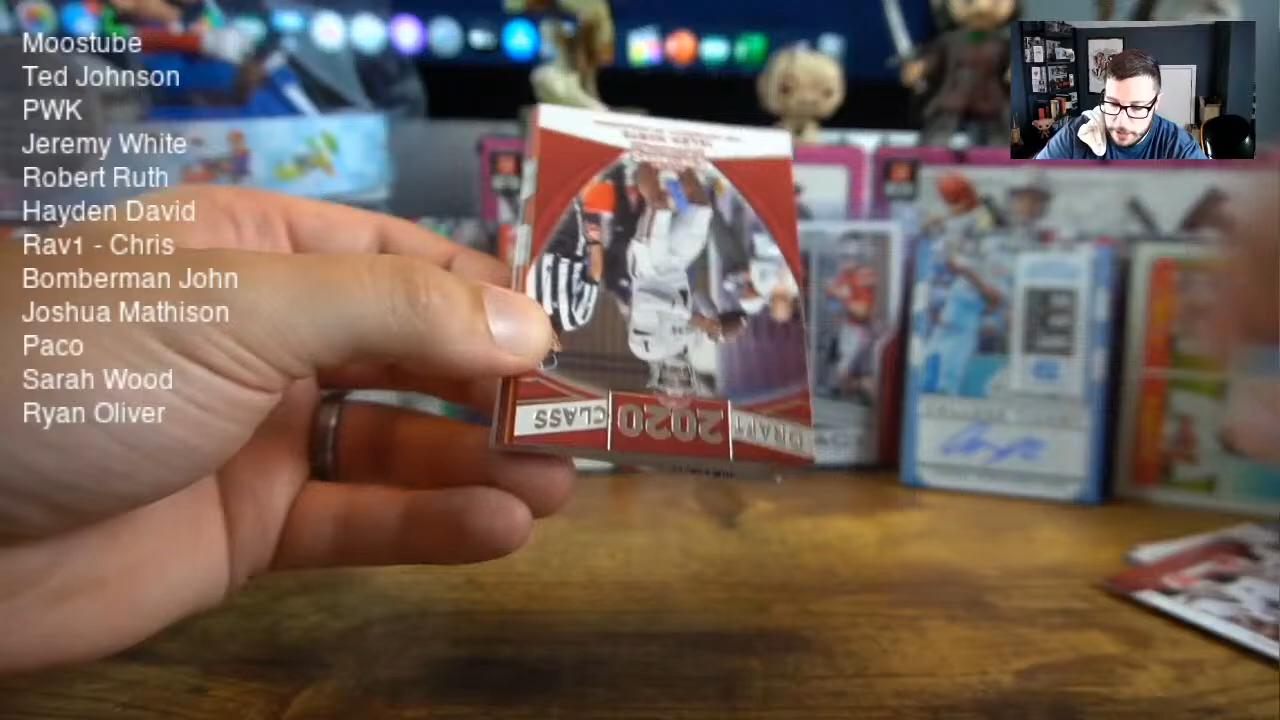 Moostube
Ted Johnson
PWK
Jeremy White
Robert Ruth
Hayden David
Rav1 - Chris
Bomberman John
Joshua Mathison
Paco
Sarah Wood
Ryan Oliver
DRAFT 2020 CLASS